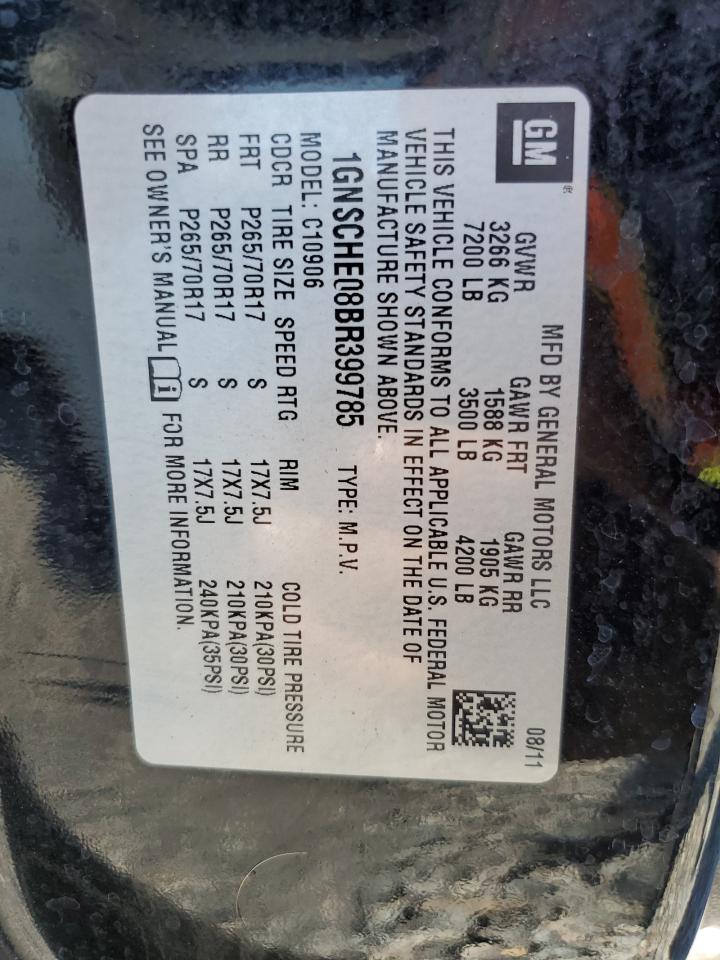 GM
MFD BY GENERAL MOTORS LLC 08/11
GVWR GAWR FRT GAWR RR
3266 KG 1588 KG 1905 KG
7200 LB 3500 LB 4200 LB
THIS VEHICLE CONFORMS TO ALL APPLICABLE U.S. FEDERAL MOTOR
VEHICLE SAFETY STANDARDS IN EFFECT ON THE DATE OF
MANUFACTURE SHOWN ABOVE.
1GNSCHE08BR399785 TYPE: M.P.V.
MODEL: C10906
CDCR TIRE SIZE SPEED RTG RIM COLD TIRE PRESSURE
FRT P265/70R17 S 17X7.5J 210KPA(30PSI)
RR P265/70R17 S 17X7.5J 210KPA(30PSI)
SPA P265/70R17 S 17X7.5J 240KPA(35PSI)
SEE OWNER'S MANUAL i FOR MORE INFORMATION.